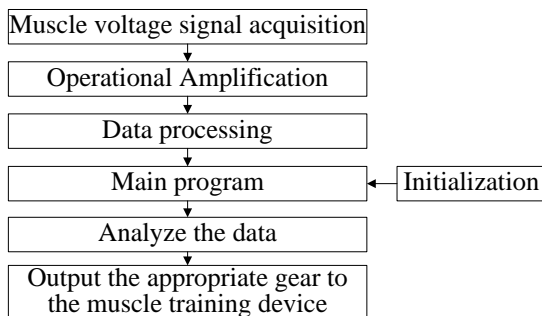 Muscle voltage signal acquisition
Operational Amplification
Data processing
Main program
Initialization
Analyze the data
Output the appropriate gear to
the muscle training device